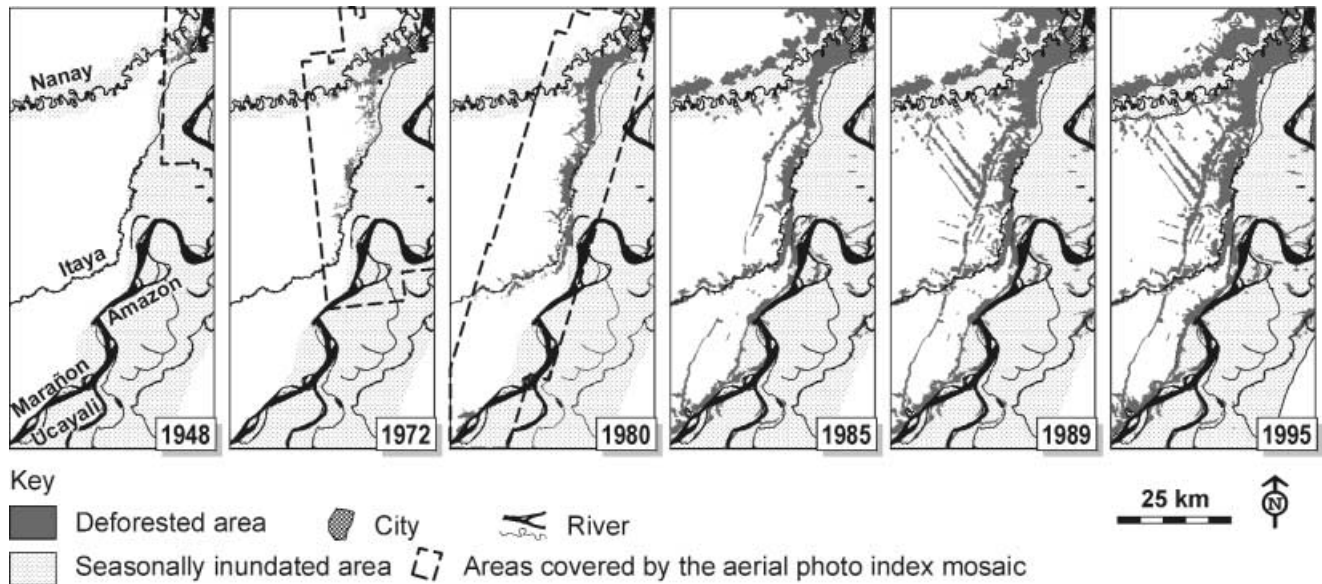 Nanay
Itaya
Amazon
Marañon
Ucayali
1948
1972
1980
1985
1989
1995
Key
Deforested area
City
River
25 km
N
Seasonally inundated area
Areas covered by the aerial photo index mosaic